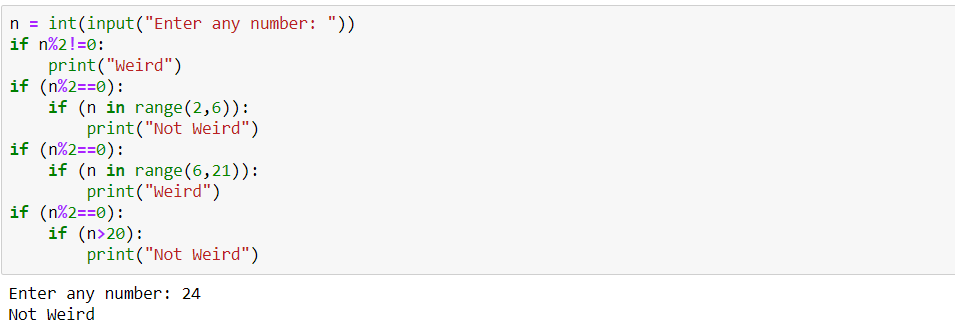 n = int(input("Enter any number: "))
if n%2!=0:
    print("Weird")
if (n%2==0):
    if (n in range(2,6)):
        print("Not Weird")
if (n%2==0):
    if (n in range(6,21)):
        print("Weird")
if (n%2==0):
    if (n>20):
        print("Not Weird")
Enter any number: 24
Not Weird